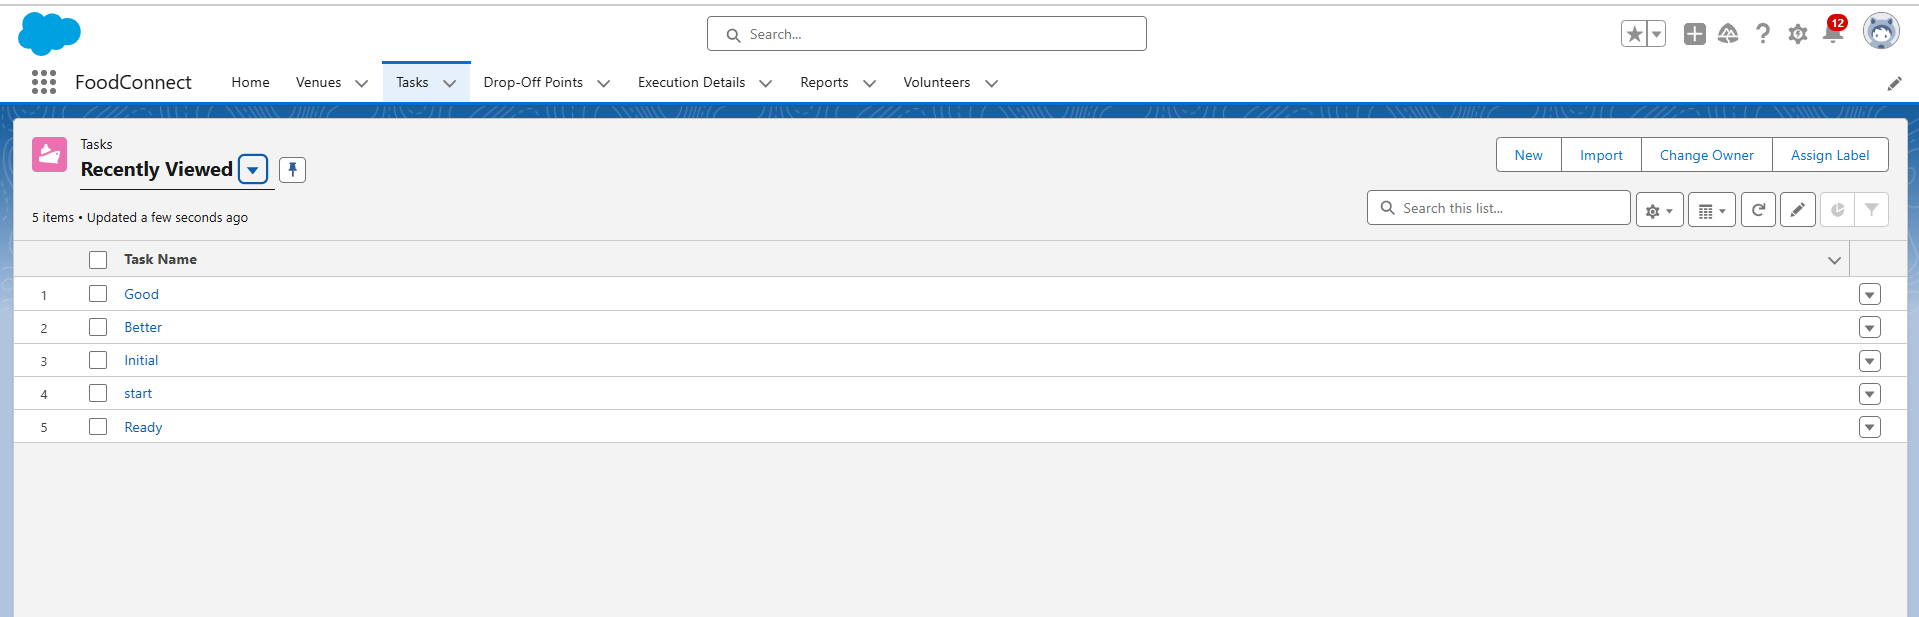 Search...
12
FoodConnect Home Venues Tasks Drop-Off Points Execution Details Reports Volunteers
Tasks
Recently Viewed
New Import Change Owner Assign Label
5 items • Updated a few seconds ago
Search this list...
Task Name
1 Good
2 Better
3 Initial
4 start
5 Ready